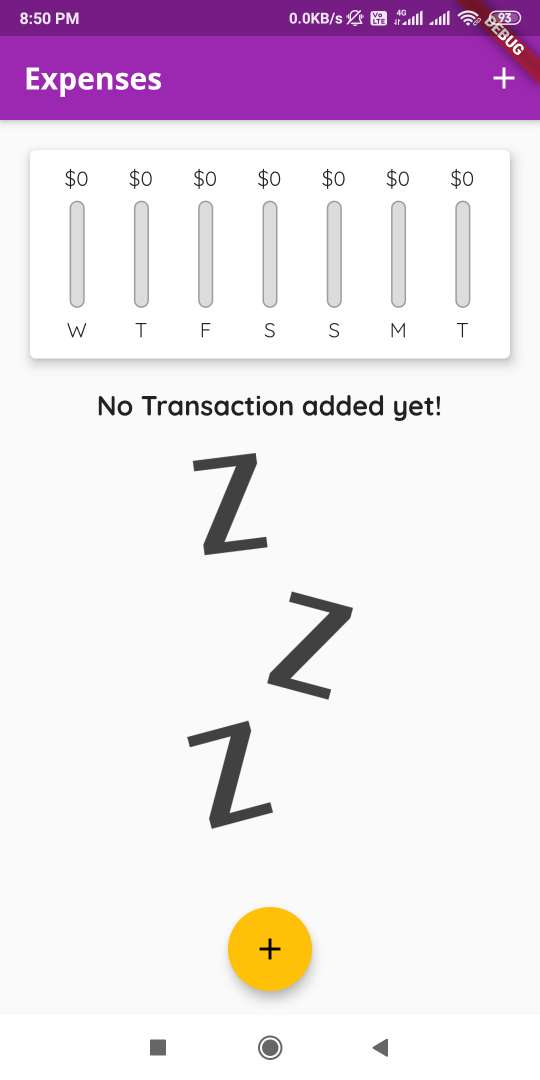 8:50 PM 0.0KB/s Vo LTE 4G 93
DEBUG
Expenses
$0 $0 $0 $0 $0 $0 $0
W T F S S M T
No Transaction added yet!
Z
Z
Z